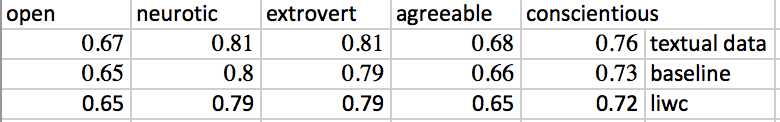 open neurotic extrovert agreeable conscientious
0.67 0.81 0.81 0.68 0.76 textual data
0.65 0.8 0.79 0.66 0.73 baseline
0.65 0.79 0.79 0.65 0.72 liwc